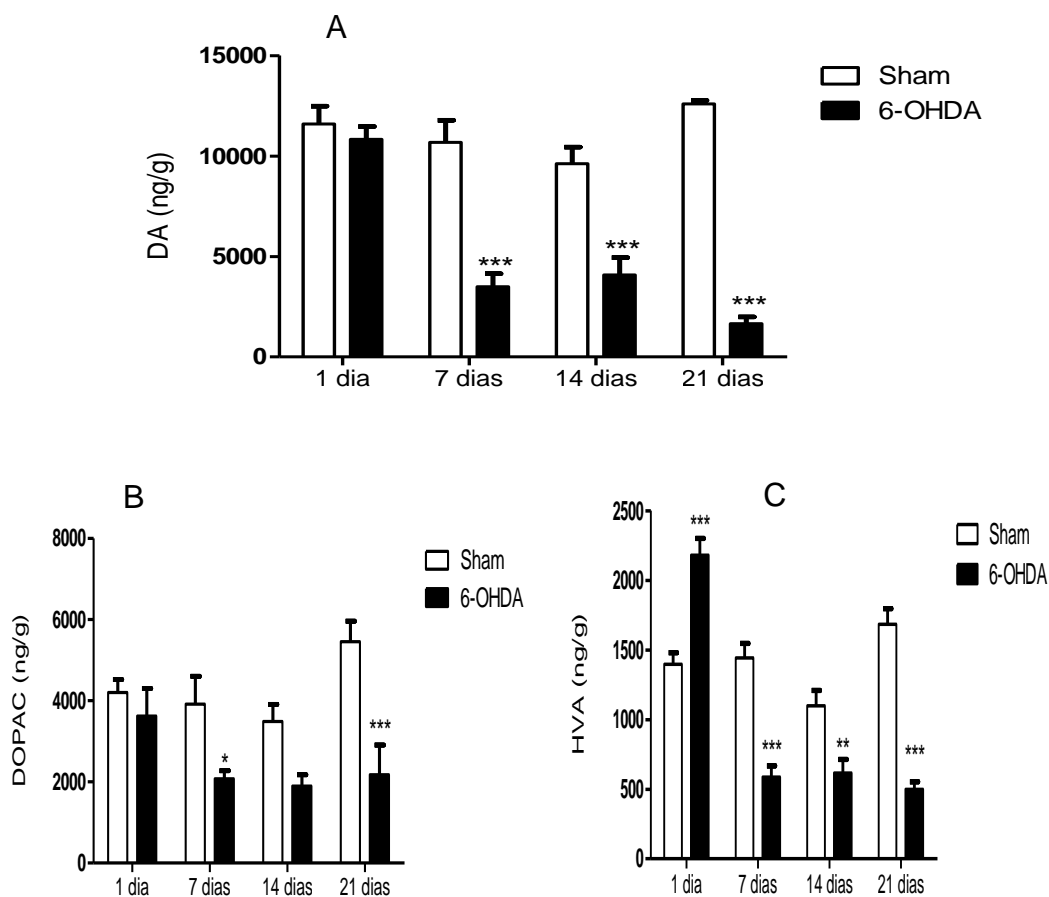 A
15000
10000
5000
0
DA (ng/g)
Sham
6-OHDA
***
***
***
1 dia 7 dias 14 dias 21 dias
B
8000
6000
4000
2000
0
DOPAC (ng/g)
Sham
6-OHDA
*
***
1 dia 7 dias 14 dias 21 dias
C
2500
2000
1500
1000
500
0
HVA (ng/g)
Sham
6-OHDA
***
***
**
***
1 dia 7 dias 14 dias 21 dias